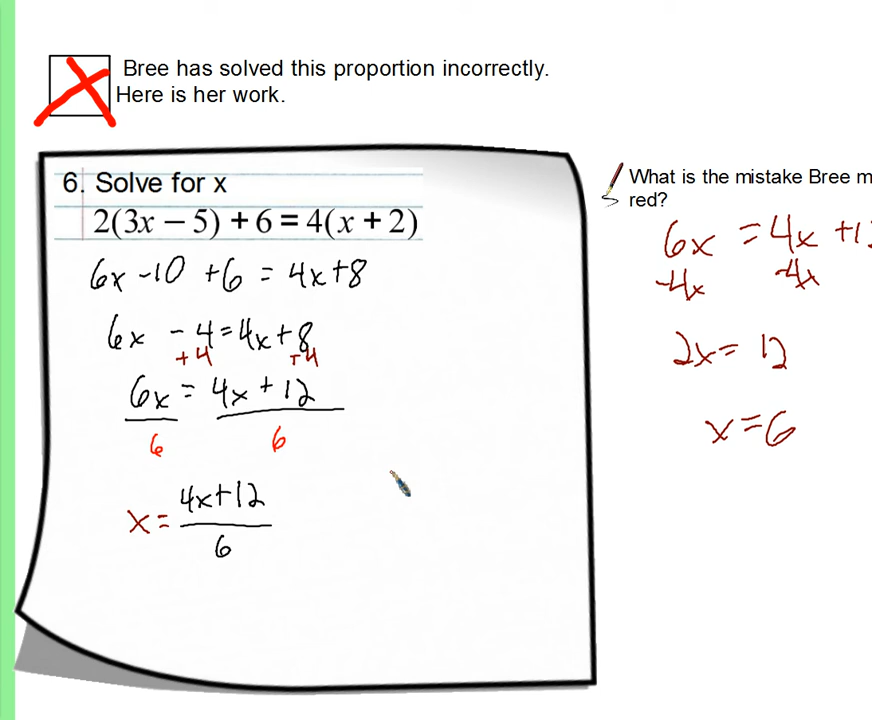 Bree has solved this proportion incorrectly.
Here is her work.
6. Solve for x
2(3x – 5) + 6 = 4(x + 2)
6x -10 +6 = 4x+8
6x - 4 = 4x+8
+4 +4
6x = 4x + 12
6 6
x = 4x+12
6
What is the mistake Bree m
red?
6x = 4x +1
-4x -4x
2x = 12
x = 6